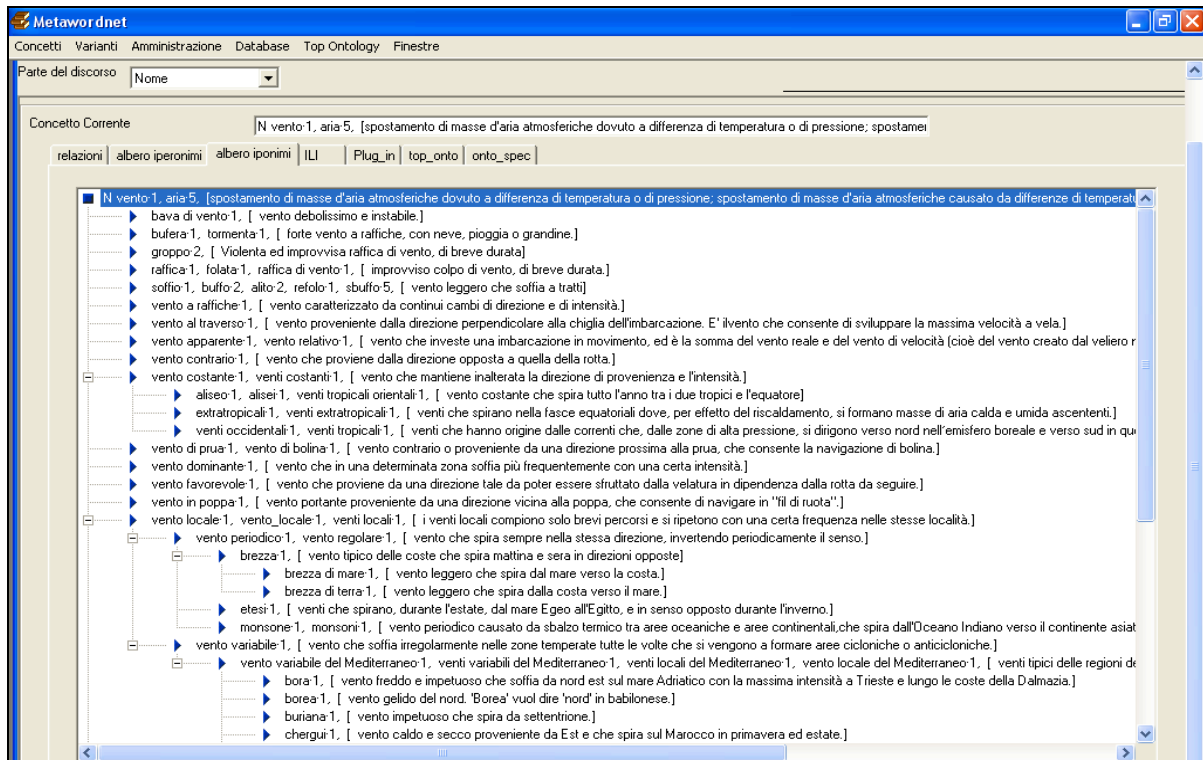 Metawordnet
Concetti Varianti Amministrazione Database Top Ontology Finestre
Parte del discorso Nome
Concetto Corrente N vento·1, aria·5, [spostamento di masse d'aria atmosferiche dovuto a differenza di temperatura o di pressione; spostamen
relazioni albero iperonimi albero iponimi ILI Plug_in top_onto onto_spec
N vento·1, aria·5, [spostamento di masse d'aria atmosferiche dovuto a differenza di temperatura o di pressione; spostamento di masse d'aria atmosferiche causato da differenze di temperatu
bava di vento·1, [ vento debolissimo e instabile.]
bufera·1, tormenta·1, [ forte vento a raffiche, con neve, pioggia o grandine.]
groppo·2, [ Violenta ed improvvisa raffica di vento, di breve durata]
raffica·1, folata·1, raffica di vento·1, [ improvviso colpo di vento, di breve durata.]
soffio·1, buffo·2, alito·2, refolo·1, sbuffo·5, [ vento leggero che soffia a tratti]
vento a raffiche·1, [ vento caratterizzato da continui cambi di direzione e di intensità.]
vento al traverso·1, [ vento proveniente dalla direzione perpendicolare alla chiglia dell'imbarcazione. E' ilvento che consente di sviluppare la massima velocità a vela.]
vento apparente·1, vento relativo·1, [ vento che investe una imbarcazione in movimento, ed è la somma del vento reale e del vento di velocità (cioè del vento creato dal veliero r
vento contrario·1, [ vento che proviene dalla direzione opposta a quella della rotta.]
vento costante·1, venti costanti·1, [ vento che mantiene inalterata la direzione di provenienza e l'intensità.]
aliseo·1, alisei·1, venti tropicali orientali·1, [ vento costante che spira tutto l'anno tra i due tropici e l'equatore]
extratropicali·1, venti extratropicali·1, [ venti che spirano nella fasce equatoriali dove, per effetto del riscaldamento, si formano masse di aria calda e umida ascententi.]
venti occidentali·1, venti tropicali·1, [ venti che hanno origine dalle correnti che, dalle zone di alta pressione, si dirigono verso nord nell'emisfero boreale e verso sud in qu
vento di prua·1, vento di bolina·1, [ vento contrario o proveniente da una direzione prossima alla prua, che consente la navigazione di bolina.]
vento dominante·1, [ vento che in una determinata zona soffia più frequentemente con una certa intensità.]
vento favorevole·1, [ vento che proviene da una direzione tale da poter essere sfruttato dalla velatura in dipendenza dalla rotta da seguire.]
vento in poppa·1, [ vento portante proveniente da una direzione vicina alla poppa, che consente di navigare in "fil di ruota".]
vento locale·1, vento_locale·1, venti locali·1, [ i venti locali compiono solo brevi percorsi e si ripetono con una certa frequenza nelle stesse località.]
vento periodico·1, vento regolare·1, [ vento che spira sempre nella stessa direzione, invertendo periodicamente il senso.]
brezza·1, [ vento tipico delle coste che spira mattina e sera in direzioni opposte]
brezza di mare·1, [ vento leggero che spira dal mare verso la costa.]
brezza di terra·1, [ vento leggero che spira dalla costa verso il mare.]
etesi·1, [ venti che spirano, durante l'estate, dal mare Egeo all'Egitto, e in senso opposto durante l'inverno.]
monsone·1, monsoni·1, [ vento periodico causato da sbalzo termico tra aree oceaniche e aree continentali,che spira dall'Oceano Indiano verso il continente asiat
vento variabile·1, [ vento che soffia irregolarmente nelle zone temperate tutte le volte che si vengono a formare aree cicloniche o anticicloniche.]
vento variabile del Mediterraneo·1, venti variabili del Mediterraneo·1, venti locali del Mediterraneo·1, vento locale del Mediterraneo·1, [ venti tipici delle regioni de
bora·1, [ vento freddo e impetuoso che soffia da nord est sul mare Adriatico con la massima intensità a Trieste e lungo le coste della Dalmazia.]
borea·1, [ vento gelido del nord. 'Borea' vuol dire 'nord' in babilonese.]
buriana·1, [ vento impetuoso che spira da settentrione.]
chergui·1, [ vento caldo e secco proveniente da Est e che spira sul Marocco in primavera ed estate.]